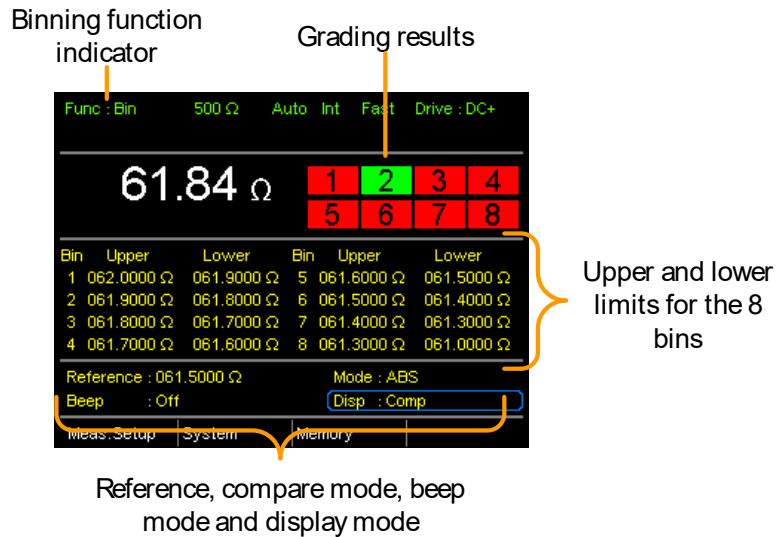 Binning function
indicator
Grading results
Func : Bin 500 Ω Auto Int Fast Drive : DC+
61.84 Ω
1 2 3 4
5 6 7 8
Bin Upper Lower Bin Upper Lower
1 062.0000 Ω 061.9000 Ω 5 061.6000 Ω 061.5000 Ω
2 061.9000 Ω 061.8000 Ω 6 061.5000 Ω 061.4000 Ω
3 061.8000 Ω 061.7000 Ω 7 061.4000 Ω 061.3000 Ω
4 061.7000 Ω 061.6000 Ω 8 061.3000 Ω 061.0000 Ω
Upper and lower
limits for the 8
bins
Reference : 061.5000 Ω Mode : ABS
Beep : Off Disp : Comp
Meas.Setup System Memory
Reference, compare mode, beep
mode and display mode